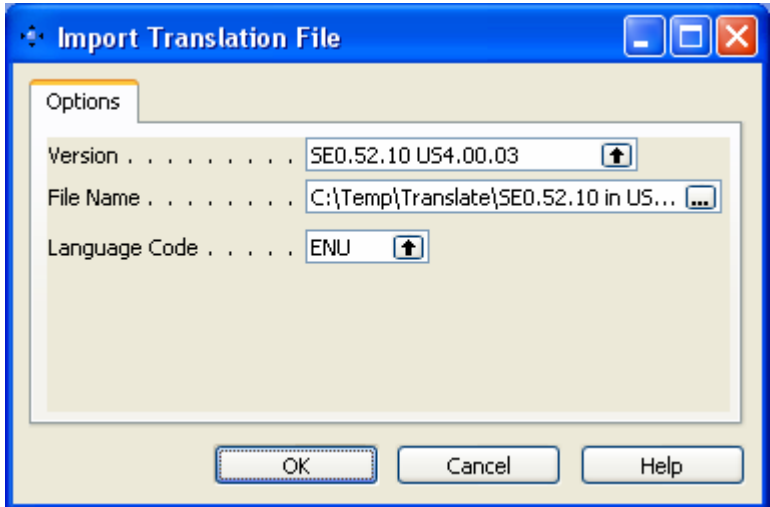 Import Translation File
Options
Version . . . . . . . . . SE0.52.10 US4.00.03
File Name . . . . . . . . C:\Temp\Translate\SE0.52.10 in US... ...
Language Code . . . . . ENU
OK Cancel Help